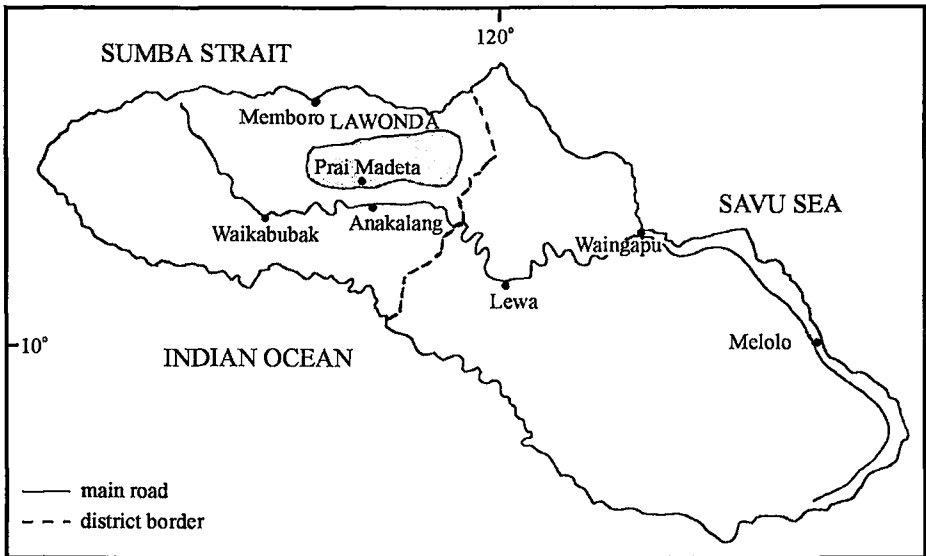 120°
SUMBA STRAIT
Memboro
LAWONDA
Prai Madeta
SAVU SEA
Waikabubak
Anakalang
Waingapu
Lewa
10°
INDIAN OCEAN
Melolo
main road
district border